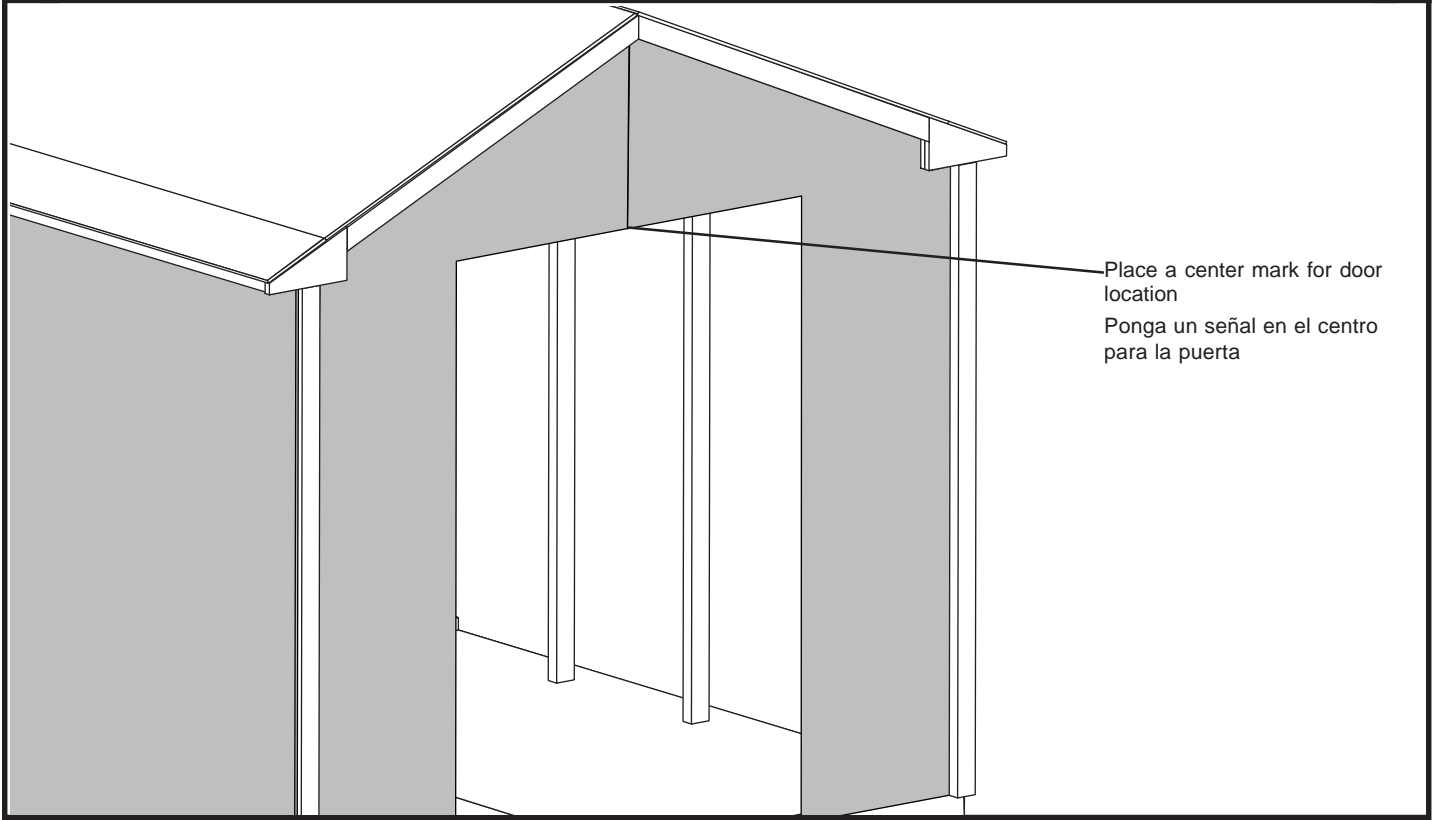 Place a center mark for door
location
Ponga un señal en el centro
para la puerta